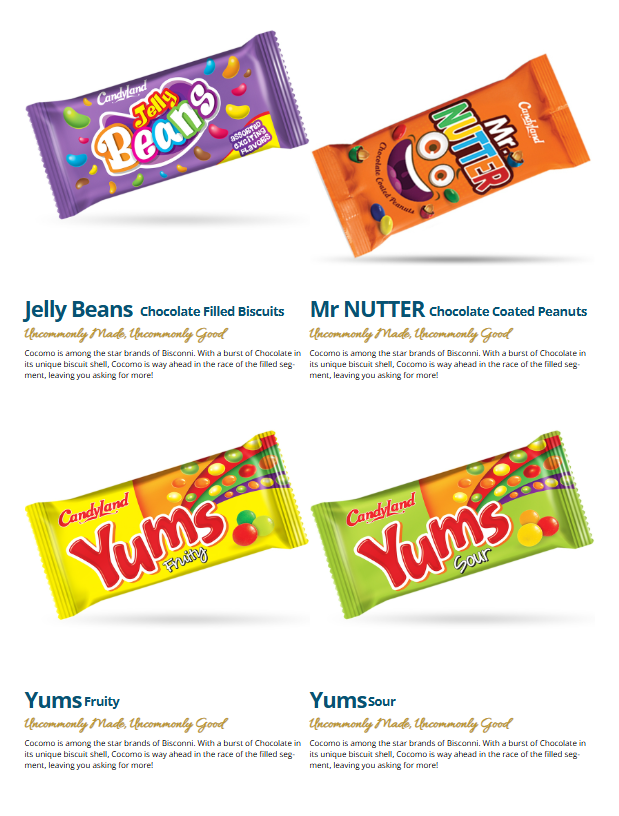 CandyLand
Jelly
Beans
ASSORTED
EXCITING
FLAVORS
CandyLand
Mr.
NUTTER
Chocolate Coated Peanuts
Jelly Beans Chocolate Filled Biscuits
Uncommonly Made, Uncommonly Good
Cocomo is among the star brands of Bisconni. With a burst of Chocolate in
its unique biscuit shell, Cocomo is way ahead in the race of the filled seg-
ment, leaving you asking for more!
Mr NUTTER Chocolate Coated Peanuts
Uncommonly Made, Uncommonly Good
Cocomo is among the star brands of Bisconni. With a burst of Chocolate in
its unique biscuit shell, Cocomo is way ahead in the race of the filled seg-
ment, leaving you asking for more!
CandyLand
Yums
Fruity
CandyLand
Yums
Sour
Yums Fruity
Uncommonly Made, Uncommonly Good
Cocomo is among the star brands of Bisconni. With a burst of Chocolate in
its unique biscuit shell, Cocomo is way ahead in the race of the filled seg-
ment, leaving you asking for more!
Yums Sour
Uncommonly Made, Uncommonly Good
Cocomo is among the star brands of Bisconni. With a burst of Chocolate in
its unique biscuit shell, Cocomo is way ahead in the race of the filled seg-
ment, leaving you asking for more!